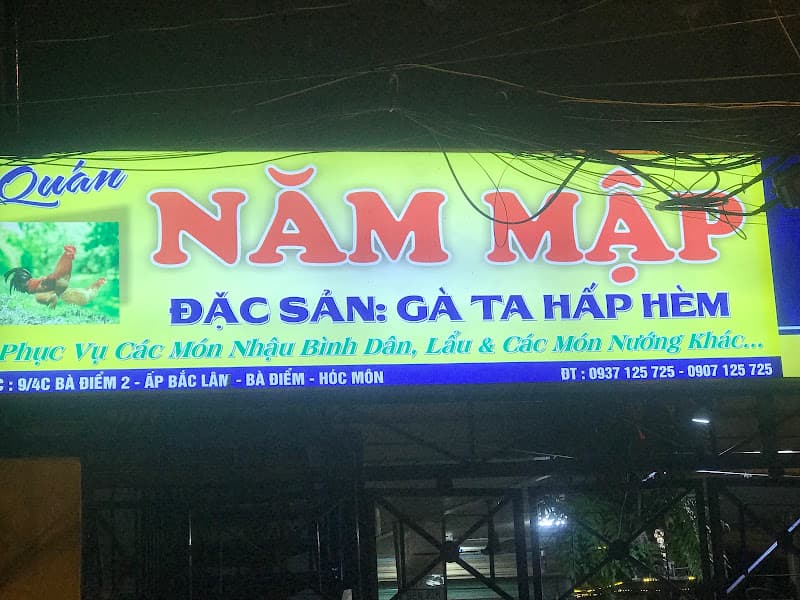 Quán
NĂM MẬP
ĐẶC SẢN: GÀ TA HẤP HÈM
Phục Vụ Các Món Nhậu Bình Dân, Lẩu & Các Món Nướng Khác...
C : 9/4C BÀ ĐIỂM 2 - ẤP BẮC LÂN - BÀ ĐIỂM - HÓC MÔN ĐT : 0937 125 725 - 0907 125 725